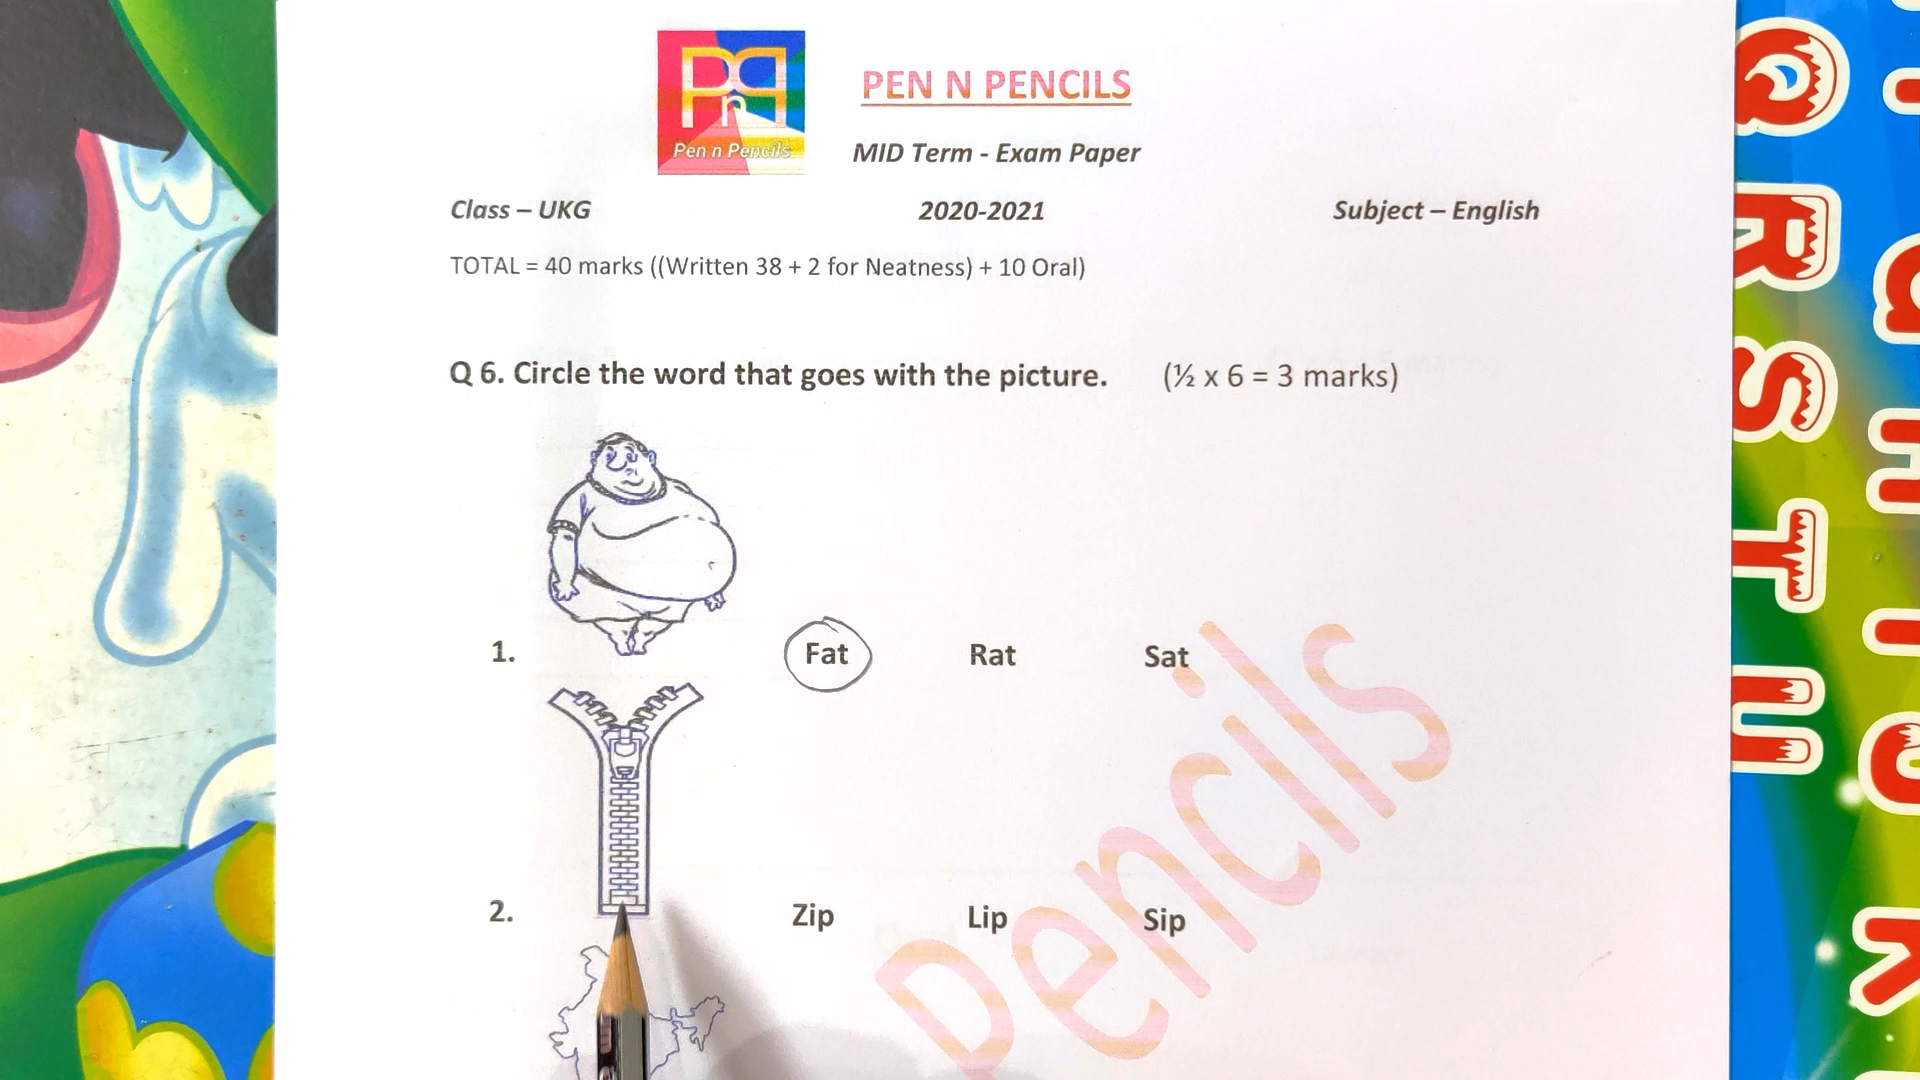 PP
n
Pen n Pencils
PEN N PENCILS
MID Term - Exam Paper
Class – UKG 2020-2021 Subject – English
TOTAL = 40 marks ((Written 38 + 2 for Neatness) + 10 Oral)
Q 6. Circle the word that goes with the picture. (½ x 6 = 3 marks)
1. Fat Rat Sat
2. Zip Lip Sip
Pencils
Q
R
S
T
U